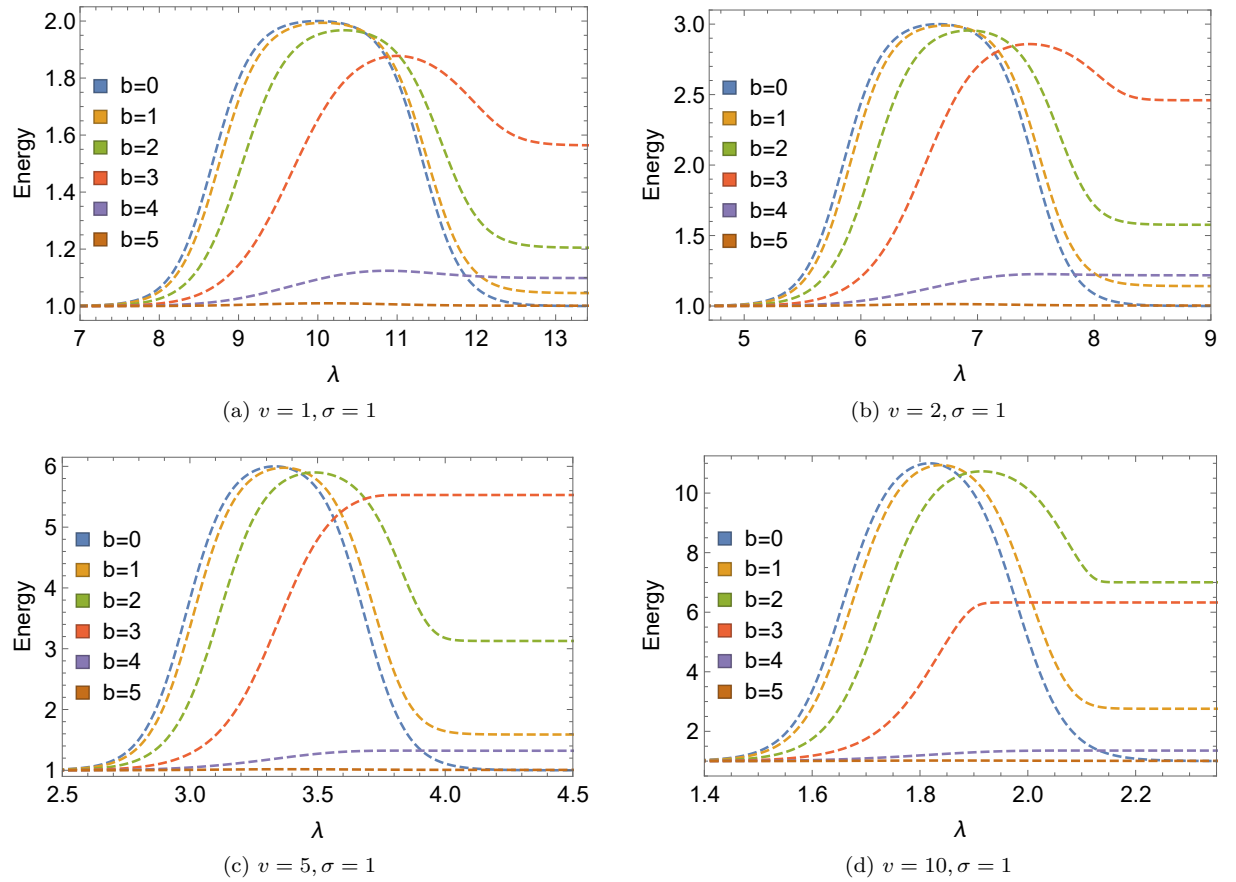 2.0
1.8
1.6
1.4
1.2
1.0
Energy
b=0
b=1
b=2
b=3
b=4
b=5
7 8 9 10 11 12 13
λ
(a) v = 1, σ = 1
3.0
2.5
2.0
1.5
1.0
Energy
b=0
b=1
b=2
b=3
b=4
b=5
5 6 7 8 9
λ
(b) v = 2, σ = 1
6
5
4
3
2
1
Energy
b=0
b=1
b=2
b=3
b=4
b=5
2.5 3.0 3.5 4.0 4.5
λ
(c) v = 5, σ = 1
10
8
6
4
2
Energy
b=0
b=1
b=2
b=3
b=4
b=5
1.4 1.6 1.8 2.0 2.2
λ
(d) v = 10, σ = 1